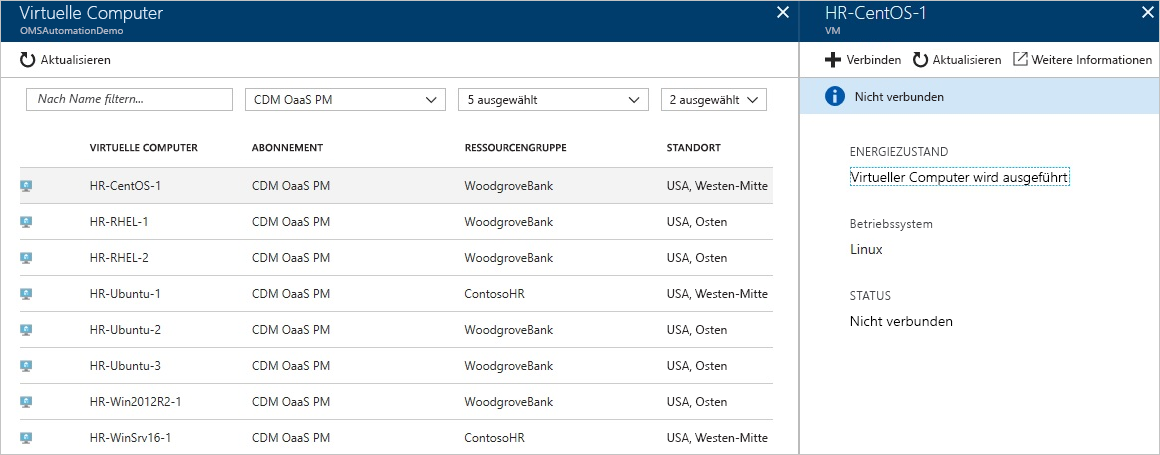 Virtuelle Computer
OMSAutomationDemo
Aktualisieren
Nach Name filtern...
CDM OaaS PM
5 ausgewählt
2 ausgewählt
VIRTUELLE COMPUTER ABONNEMENT RESSOURCENGRUPPE STANDORT
HR-CentOS-1 CDM OaaS PM WoodgroveBank USA, Westen-Mitte
HR-RHEL-1 CDM OaaS PM WoodgroveBank USA, Osten
HR-RHEL-2 CDM OaaS PM WoodgroveBank USA, Osten
HR-Ubuntu-1 CDM OaaS PM ContosoHR USA, Westen-Mitte
HR-Ubuntu-2 CDM OaaS PM WoodgroveBank USA, Osten
HR-Ubuntu-3 CDM OaaS PM WoodgroveBank USA, Osten
HR-Win2012R2-1 CDM OaaS PM WoodgroveBank USA, Osten
HR-WinSrv16-1 CDM OaaS PM ContosoHR USA, Westen-Mitte
HR-CentOS-1
VM
Verbinden Aktualisieren Weitere Informationen
Nicht verbunden
ENERGIEZUSTAND
Virtueller Computer wird ausgeführt
Betriebssystem
Linux
STATUS
Nicht verbunden